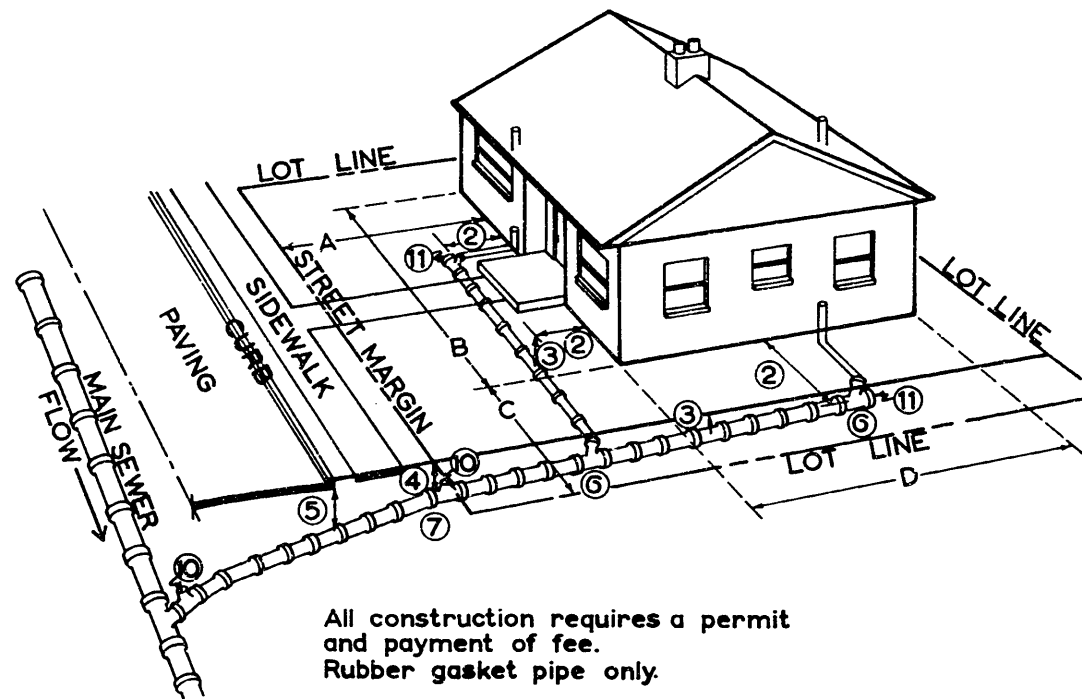 LOT LINE
A
②
⑪
STREET MARGIN
SIDEWALK
CURB
PAVING
MAIN SEWER
FLOW
B
③
②
C
②
LOT LINE
③
⑪
⑥
LOT LINE
D
④
⑩
⑥
⑤
⑦
⑩
All construction requires a permit
and payment of fee.
Rubber gasket pipe only.